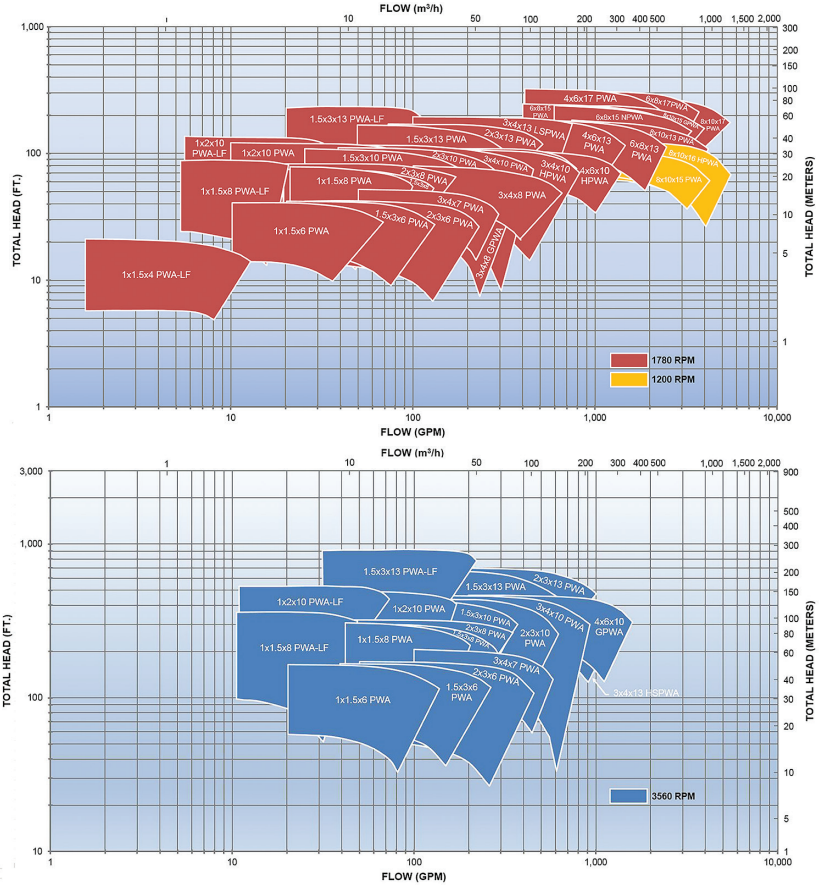 FLOW (m³/h)
1 10 50 100 150 200 300 400 500 1,000 1,500 2,000
1,000
100
10
1
TOTAL HEAD (FT.)
300
200
150
100
80
60
40
30
20
10
5
1
TOTAL HEAD (METERS)
4x6x17 PWA
6x8x17PWA
8x10x17
PWA
6x8x15
PWA
6x8x15 NPWA
8x10x13 PWA
1.5x3x13 PWA-LF
3x4x13 LSPWA
1.5x3x13 PWA
2x3x13 PWA
4x6x13
PWA
6x8x13
PWA
8x10x16 HPWA
8x10x15 PWA
1x2x10
PWA-LF
1x2x10 PWA
1.5x3x10 PWA
2x3x10 PWA
3x4x10 PWA
3x4x10
HPWA
4x6x10
HPWA
1x1.5x8 PWA-LF
1x1.5x8 PWA
2x3x8 PWA
3x4x8 PWA
3x4x7 PWA
1x1.5x6 PWA
1.5x3x6 PWA
2x3x6 PWA
3x4x8 GPWA
1x1.5x4 PWA-LF
1780 RPM
1200 RPM
1 10 100 1,000 10,000
FLOW (GPM)
FLOW (m³/h)
1 10 50 100 150 200 300 400 500 1,000 1,500 2,000
3,000
1,000
100
10
TOTAL HEAD (FT.)
900
500
400
300
200
150
100
80
60
40
30
20
10
5
1
TOTAL HEAD (METERS)
1.5x3x13 PWA-LF
1.5x3x13 PWA
2x3x13 PWA
1x2x10 PWA-LF
1x2x10 PWA
1.5x3x10 PWA
3x4x10 PWA
4x6x10
GPWA
2x3x10
PWA
2x3x8 PWA
1.5x3x8 PWA
1x1.5x8 PWA-LF
1x1.5x8 PWA
3x4x7 PWA
2x3x6 PWA
1.5x3x6
PWA
1x1.5x6 PWA
3x4x13 HSPWA
3560 RPM
1 10 100 1,000 10,000
FLOW (GPM)